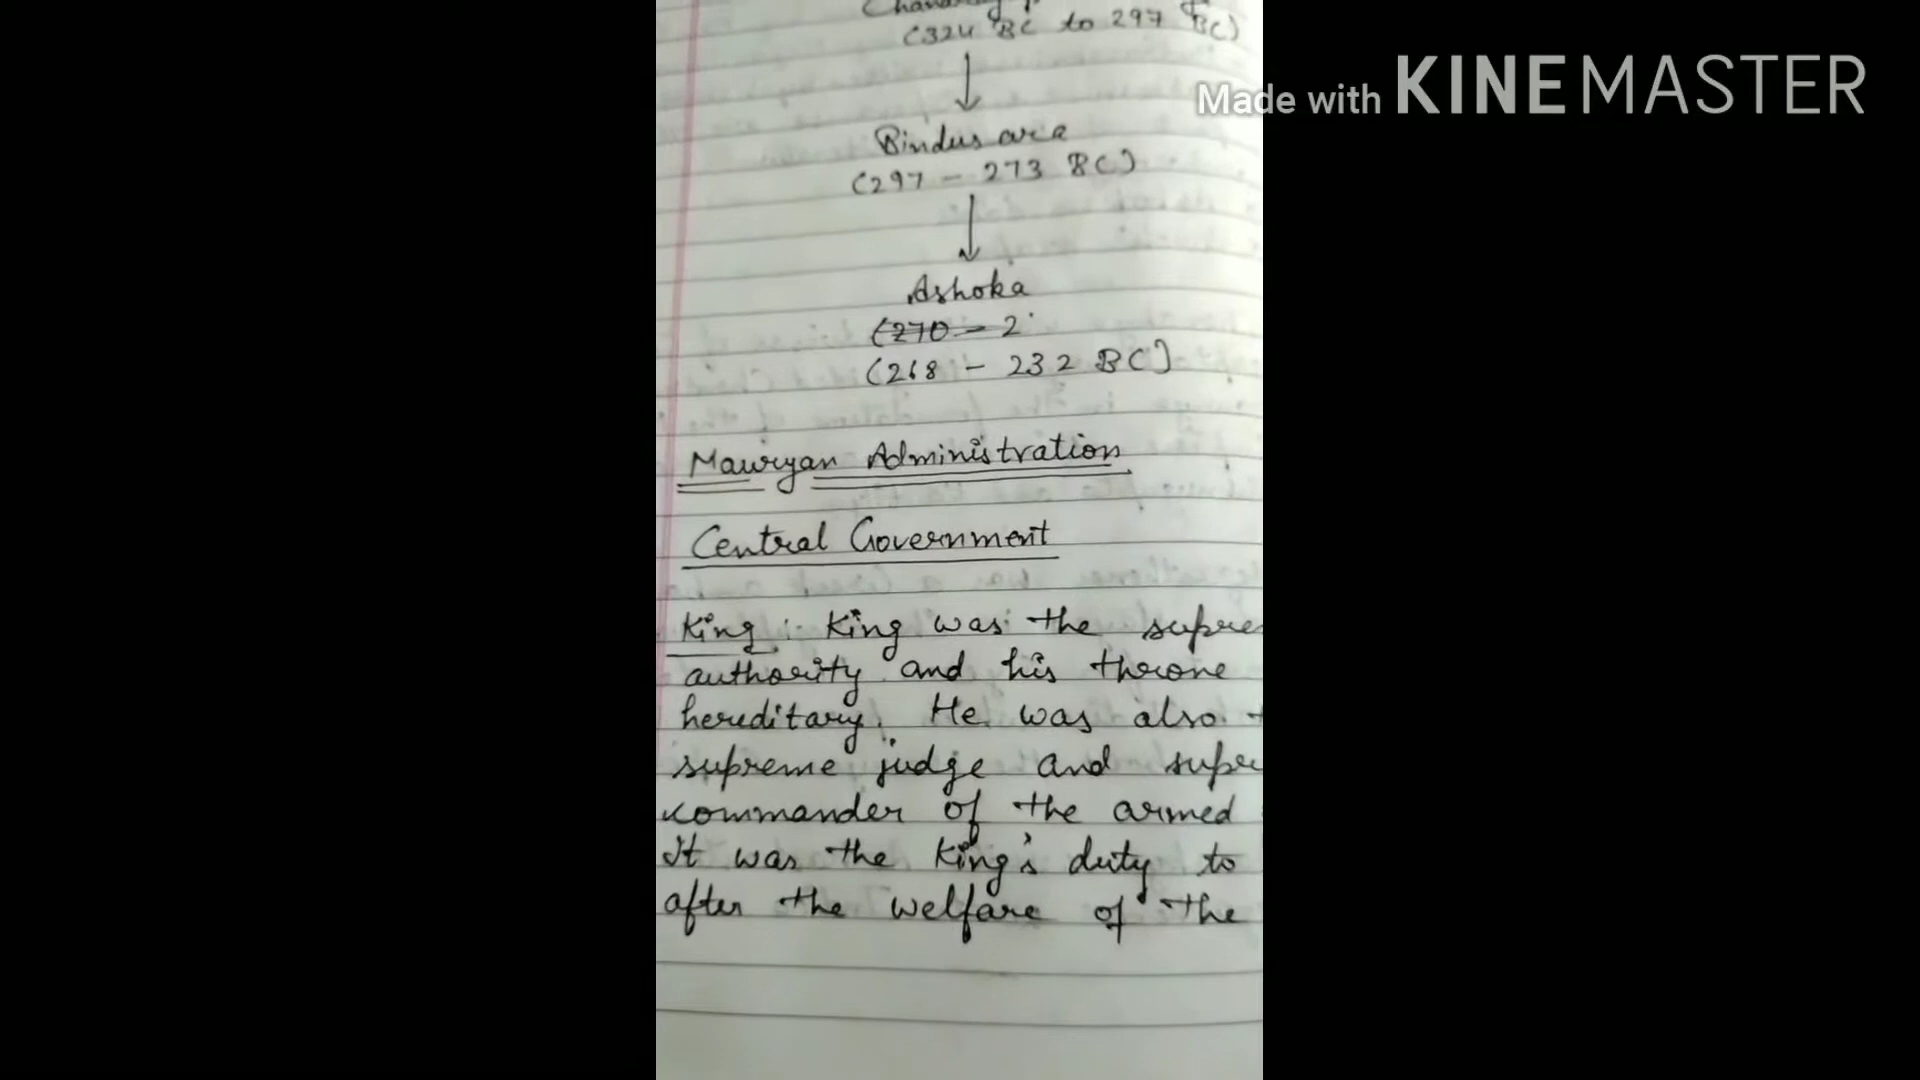 (324 BC to 297 BC)
Made with KINEMASTER
Bindusara
(297 - 273 BC)
Ashoka
(270 - 2
(268 - 232 BC)
Mauryan Administration
Central Government
King : King was the supre
authority and his throne
hereditary. He was also
supreme judge and supre
commander of the armed
It was the King's duty to
after the welfare of the